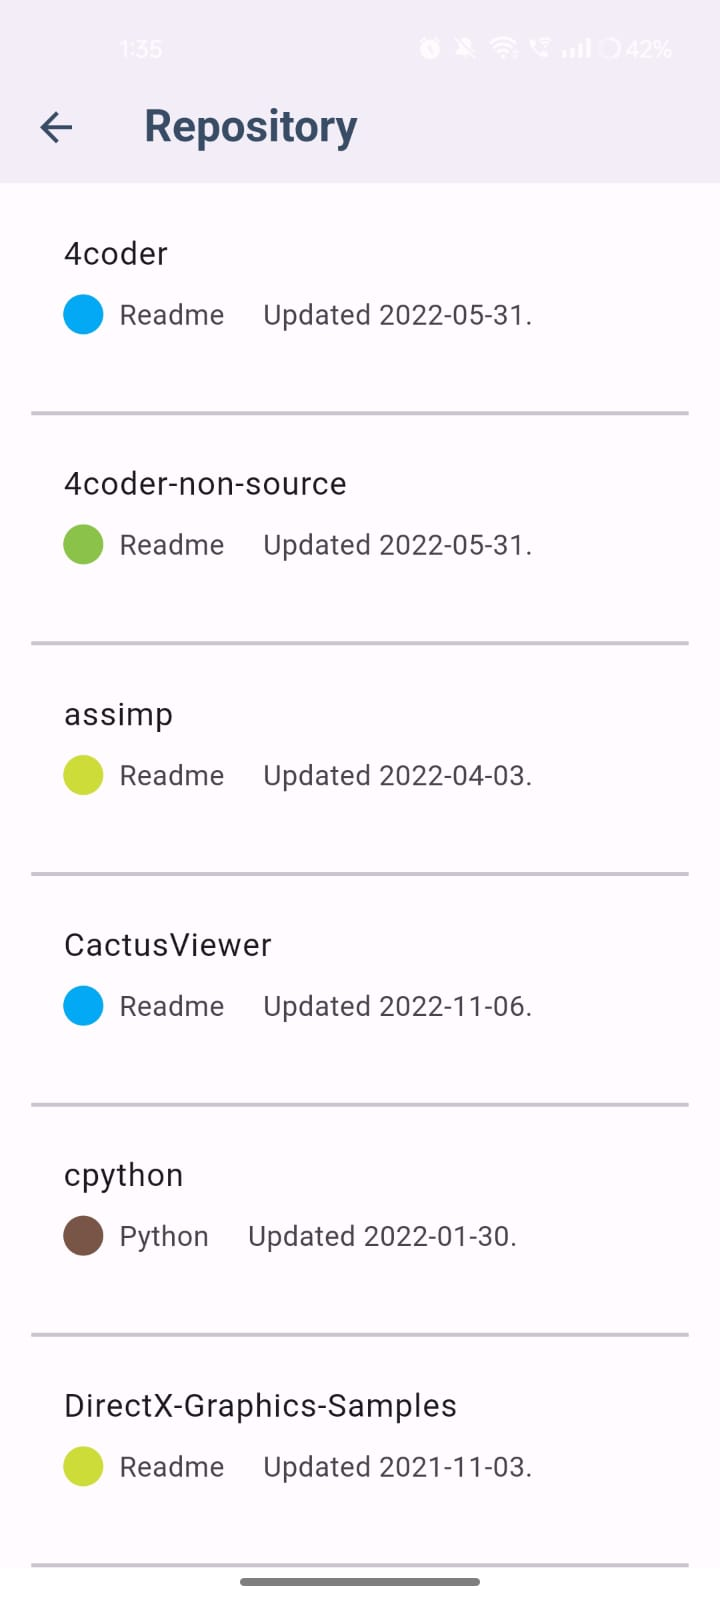 1:35 42%
Repository
4coder
Readme Updated 2022-05-31.
4coder-non-source
Readme Updated 2022-05-31.
assimp
Readme Updated 2022-04-03.
CactusViewer
Readme Updated 2022-11-06.
cpython
Python Updated 2022-01-30.
DirectX-Graphics-Samples
Readme Updated 2021-11-03.